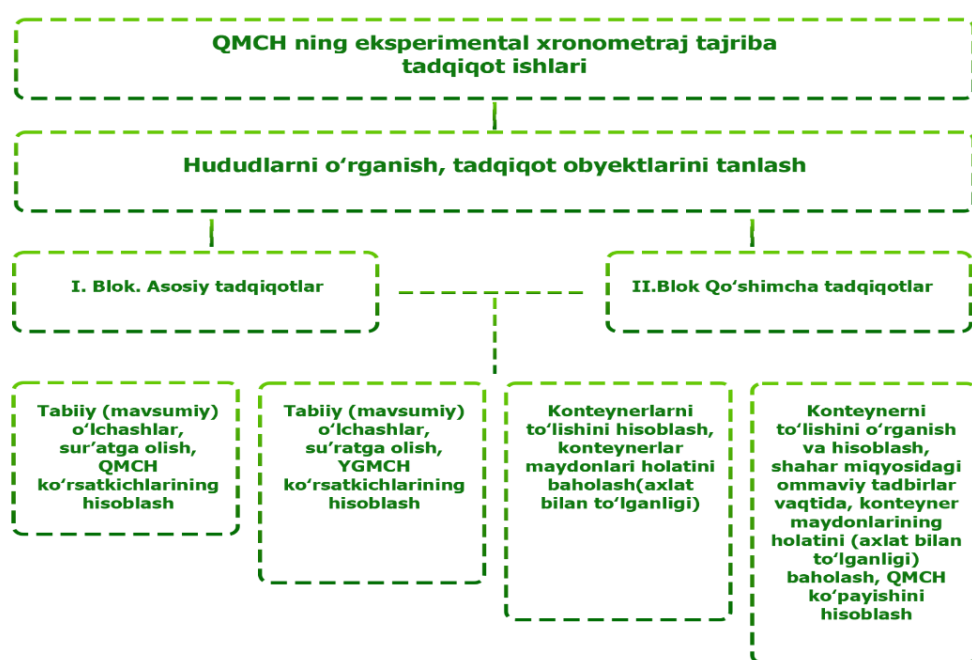 QMCH ning eksperimental xronometraj tajriba
tadqiqot ishlari
Hududlarni o‘rganish, tadqiqot obyektlarini tanlash
I. Blok. Asosiy tadqiqotlar
II.Blok Qo‘shimcha tadqiqotlar
Tabiiy (mavsumiy)
o‘lchashlar,
sur’atga olish,
QMCH
ko‘rsatkichlarining
hisoblash
Tabiiy (mavsumiy)
o‘lchashlar,
su’ratga olish,
YGMCH
ko‘rsatkichlarining
hisoblash
Konteynerlarni
to‘lishini hisoblash,
konteynerlar
maydonlari holatini
baholash(axlat
bilan to‘lganligi)
Konteynerni
to‘lishini o‘rganish
va hisoblash,
shahar miqyosidagi
ommaviy tadbirlar
vaqtida, konteyner
maydonlarining
holatini (axlat bilan
to‘lganligi)
baholash, QMCH
ko‘payishini
hisoblash